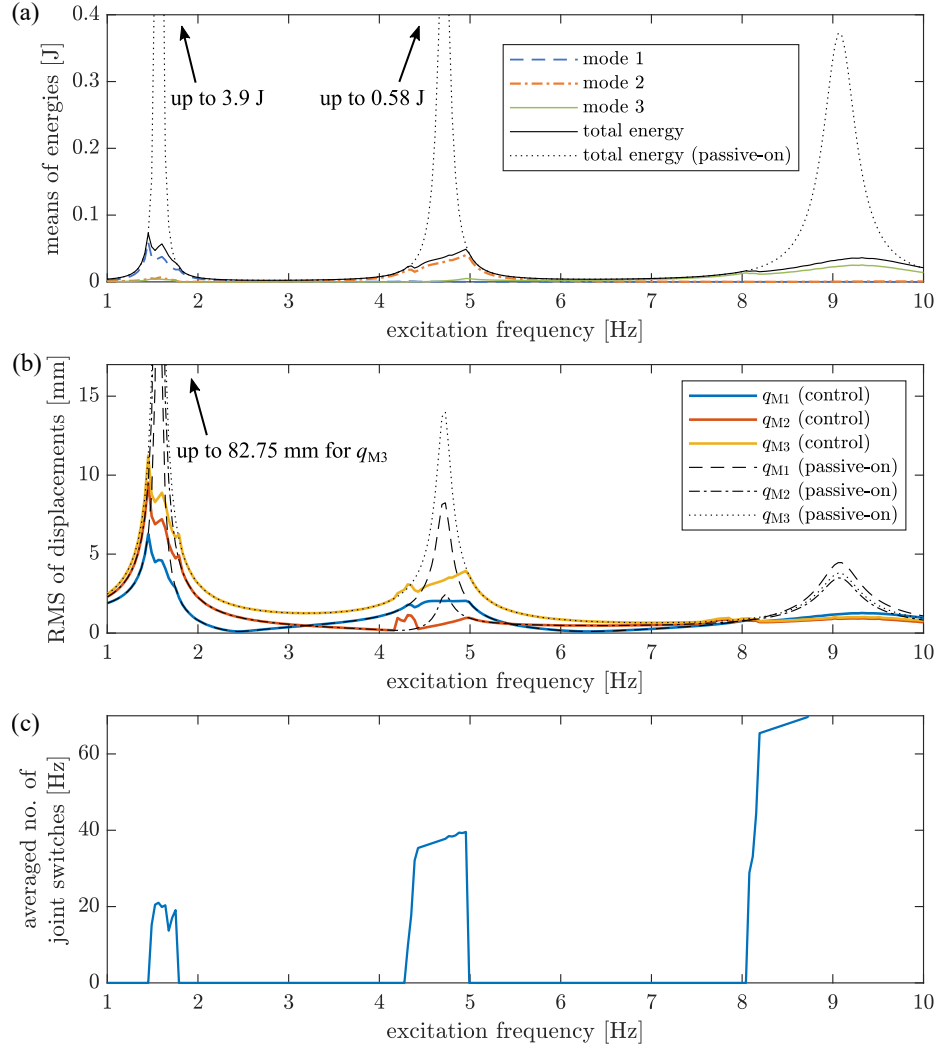 (a)
0.4
0.3
0.2
0.1
0
means of energies [J]
up to 3.9 J
up to 0.58 J
mode 1
mode 2
mode 3
total energy
total energy (passive-on)
1 2 3 4 5 6 7 8 9 10
excitation frequency [Hz]
(b)
15
10
5
0
RMS of displacements [mm]
up to 82.75 mm for qM3
qM1 (control)
qM2 (control)
qM3 (control)
qM1 (passive-on)
qM2 (passive-on)
qM3 (passive-on)
1 2 3 4 5 6 7 8 9 10
excitation frequency [Hz]
(c)
60
40
20
0
averaged no. of
joint switches [Hz]
1 2 3 4 5 6 7 8 9 10
excitation frequency [Hz]